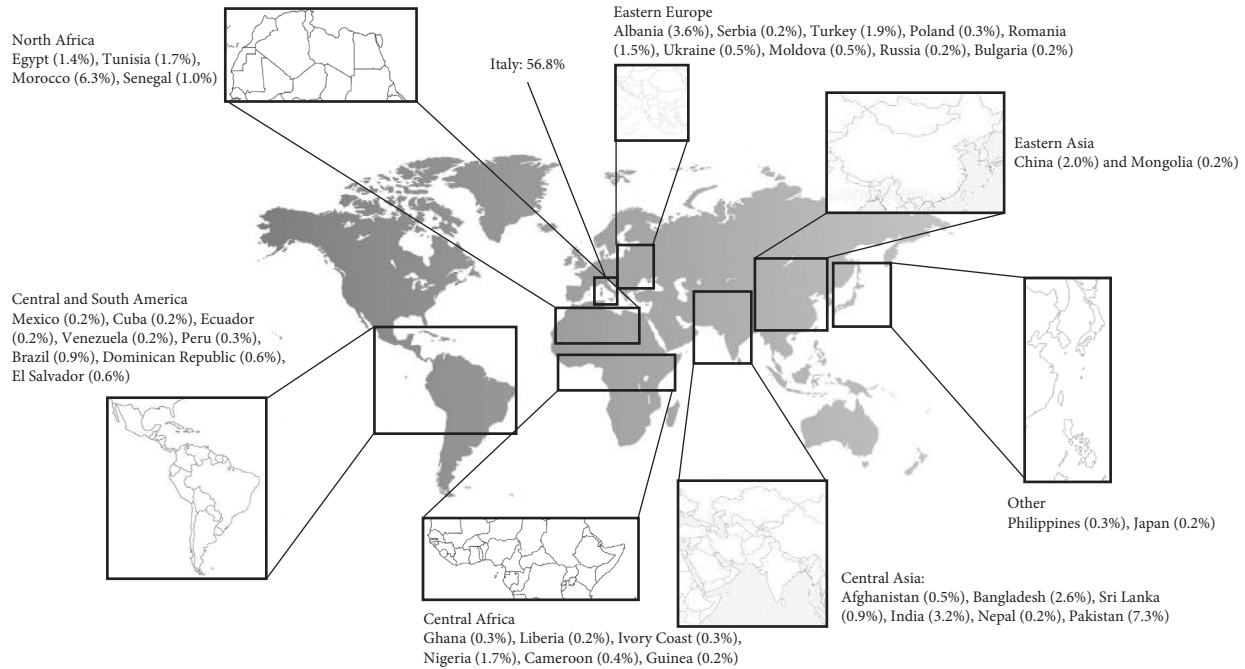 North Africa
Egypt (1.4%), Tunisia (1.7%),
Morocco (6.3%), Senegal (1.0%)
Italy: 56.8%
Eastern Europe
Albania (3.6%), Serbia (0.2%), Turkey (1.9%), Poland (0.3%), Romania
(1.5%), Ukraine (0.5%), Moldova (0.5%), Russia (0.2%), Bulgaria (0.2%)
Eastern Asia
China (2.0%) and Mongolia (0.2%)
Central and South America
Mexico (0.2%), Cuba (0.2%), Ecuador
(0.2%), Venezuela (0.2%), Peru (0.3%),
Brazil (0.9%), Dominican Republic (0.6%),
El Salvador (0.6%)
Other
Philippines (0.3%), Japan (0.2%)
Central Asia:
Afghanistan (0.5%), Bangladesh (2.6%), Sri Lanka
(0.9%), India (3.2%), Nepal (0.2%), Pakistan (7.3%)
Central Africa
Ghana (0.3%), Liberia (0.2%), Ivory Coast (0.3%),
Nigeria (1.7%), Cameroon (0.4%), Guinea (0.2%)